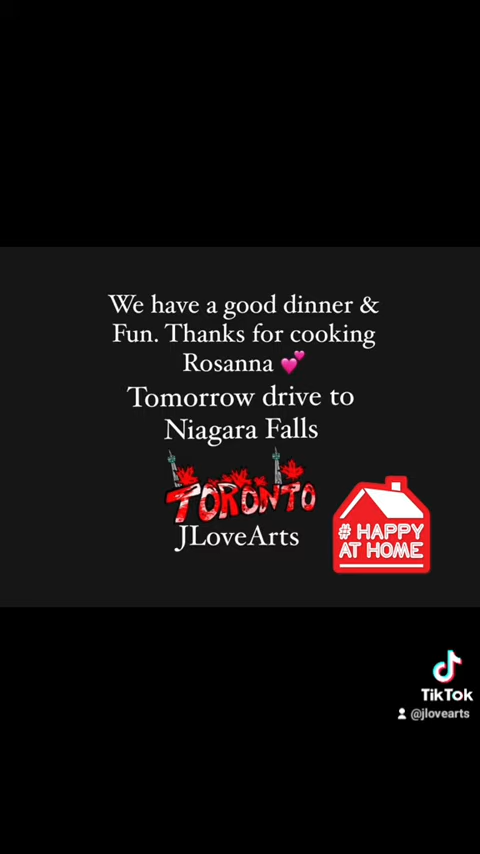 We have a good dinner &
Fun. Thanks for cooking
Rosanna 💕
Tomorrow drive to
Niagara Falls
TORONTO
JLoveArts
# HAPPY
AT HOME
TikTok
@jlovearts